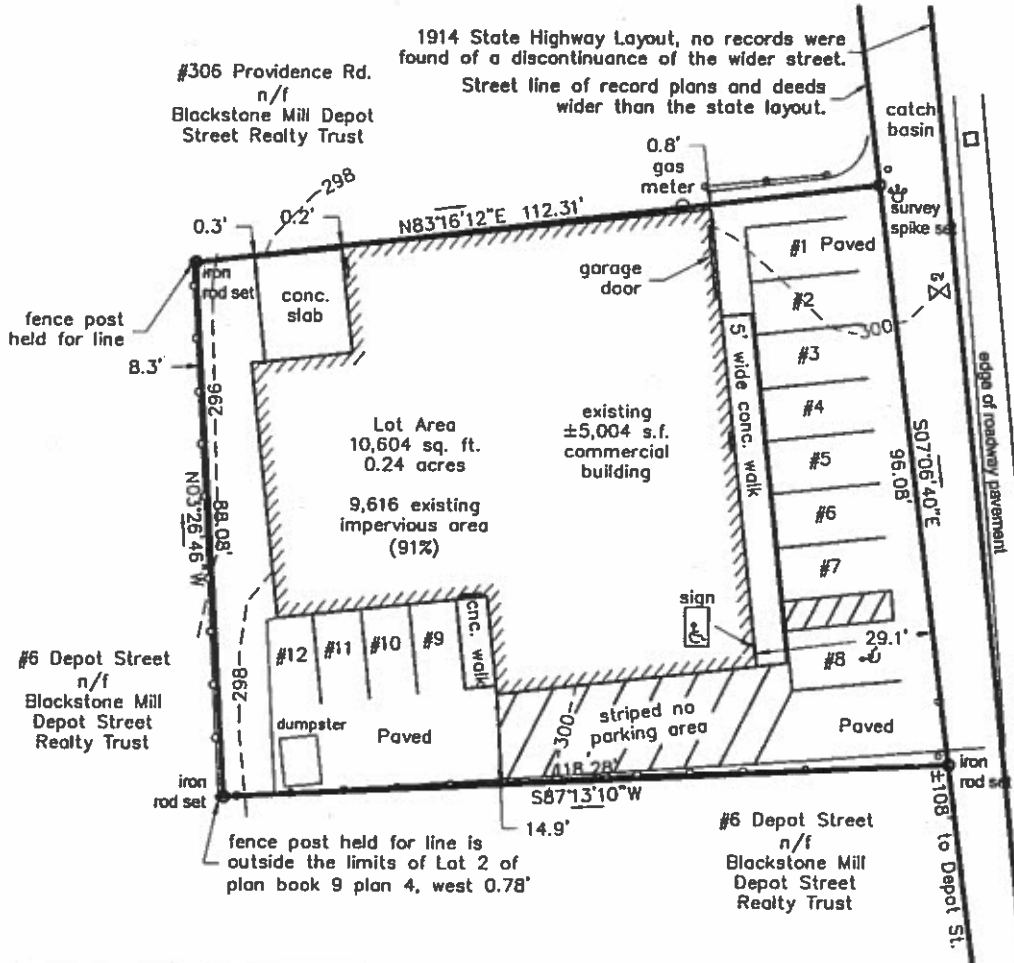 1914 State Highway Layout, no records were
found of a discontinuance of the wider street.
Street line of record plans and deeds
wider than the state layout.
#306 Providence Rd.
n/f
Blackstone Mill Depot
Street Realty Trust
catch
basin
0.8'
gas
meter
298
N83°16'12"E 112.31'
0.3'
0.2'
survey
spike set
iron
rod set
conc.
slab
garage
door
#1 Paved
#2
300
#3
#4
#5
#6
#7
fence post
held for line
8.3'
296
5' wide conc. walk
edge of roadway pavement
Lot Area
10,604 sq. ft.
0.24 acres
9,616 existing
impervious area
(91%)
existing
±5,004 s.f.
commercial
building
S07°06'40"E
96.08'
N03°26'46"W
88.08'
sign
29.1'
#8
#12
#11
#10
#9
cnc. walk
#6 Depot Street
n/f
Blackstone Mill
Depot Street
Realty Trust
298
dumpster
Paved
300
striped no
parking area
Paved
118.28'
S87°13'10"W
iron
rod set
iron
rod set
14.9'
fence post held for line is
outside the limits of Lot 2 of
plan book 9 plan 4, west 0.78'
#6 Depot Street
n/f
Blackstone Mill
Depot Street
Realty Trust
±108' to Depot St.